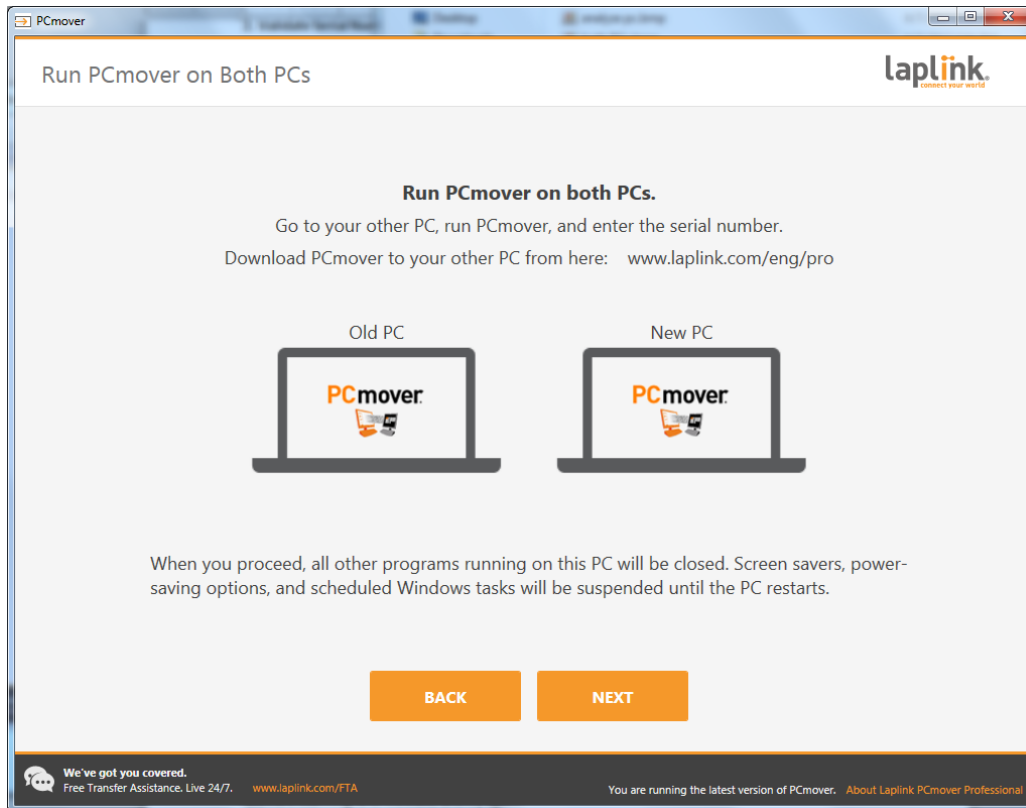 PCmover
Run PCmover on Both PCs
laplink.
connect your world
Run PCmover on both PCs.
Go to your other PC, run PCmover, and enter the serial number.
Download PCmover to your other PC from here: www.laplink.com/eng/pro
Old PC
New PC
PCmover
PCmover
When you proceed, all other programs running on this PC will be closed. Screen savers, power-
saving options, and scheduled Windows tasks will be suspended until the PC restarts.
BACK
NEXT
We've got you covered.
Free Transfer Assistance. Live 24/7. www.laplink.com/FTA
You are running the latest version of PCmover. About Laplink PCmover Professional